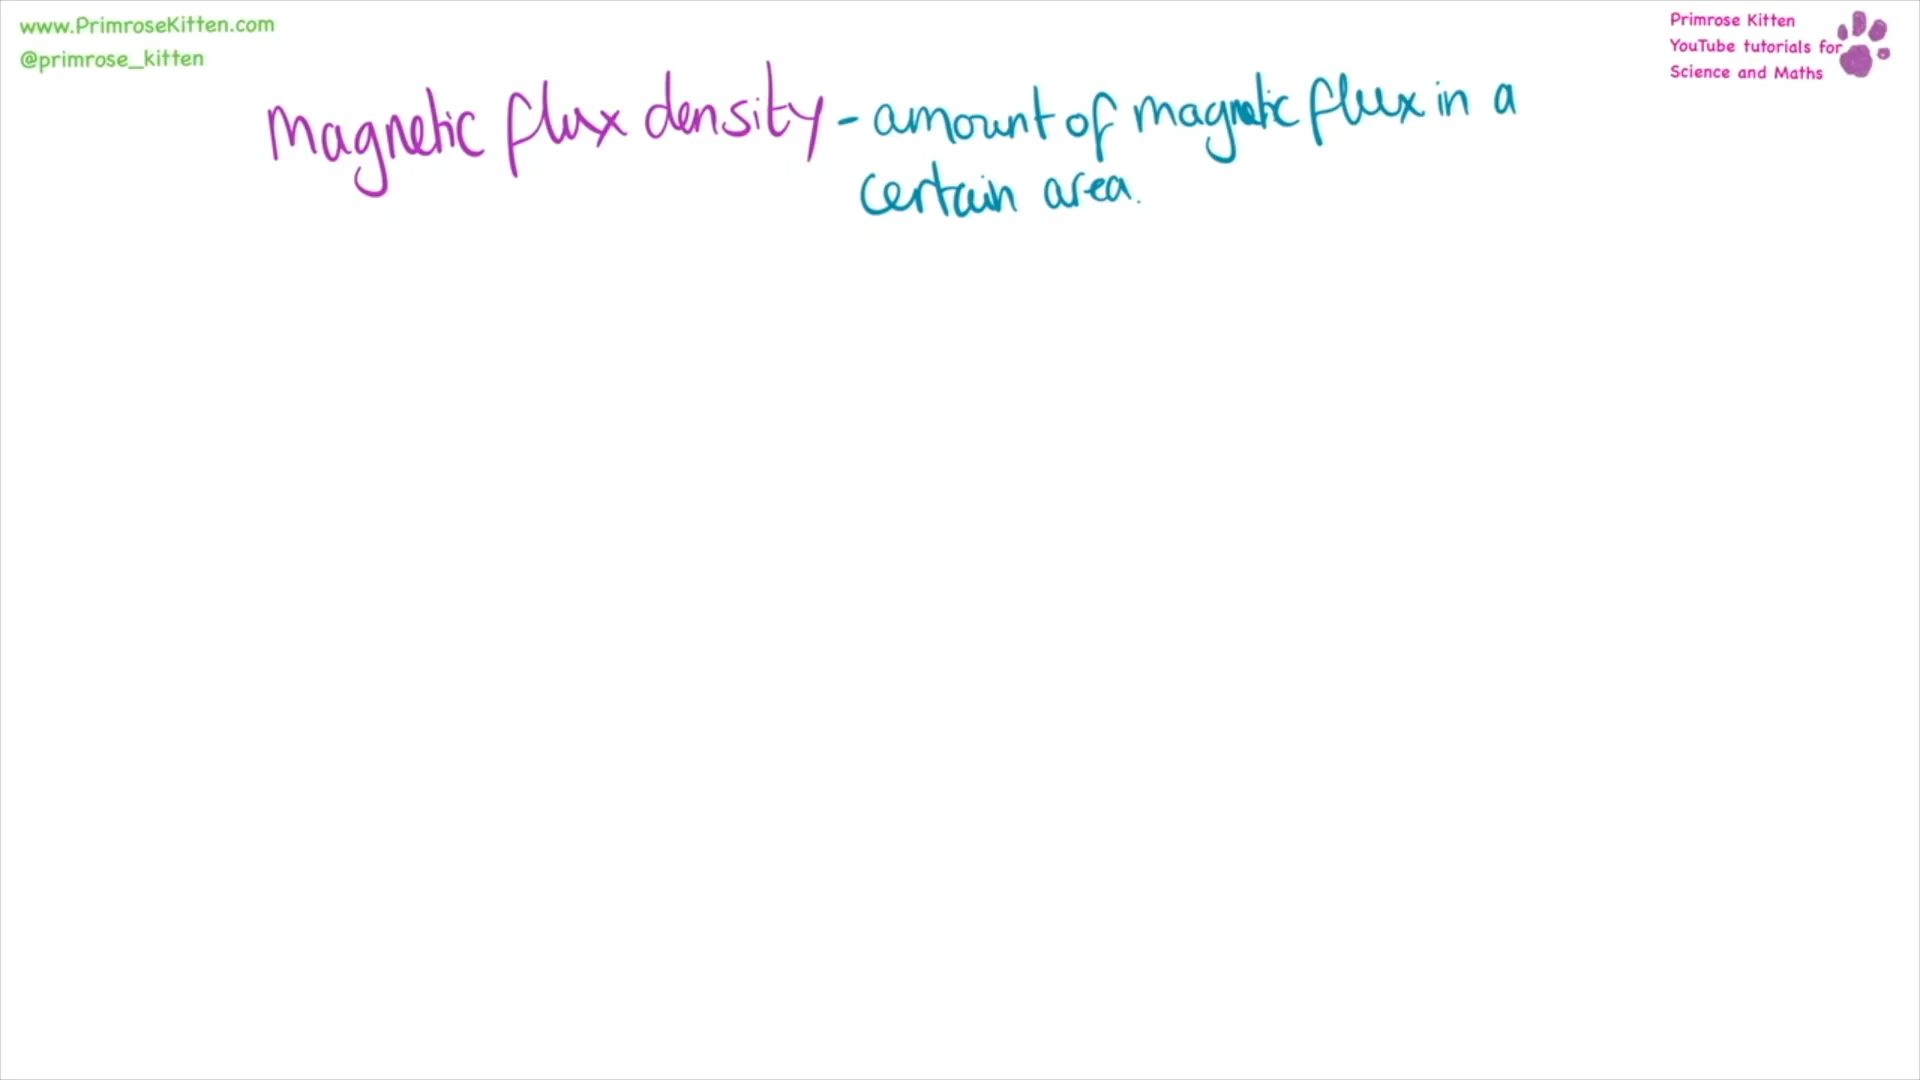 www.PrimroseKitten.com
@primrose_kitten
Primrose Kitten
YouTube tutorials for
Science and Maths
Magnetic flux density - amount of magnetic flux in a
certain area.